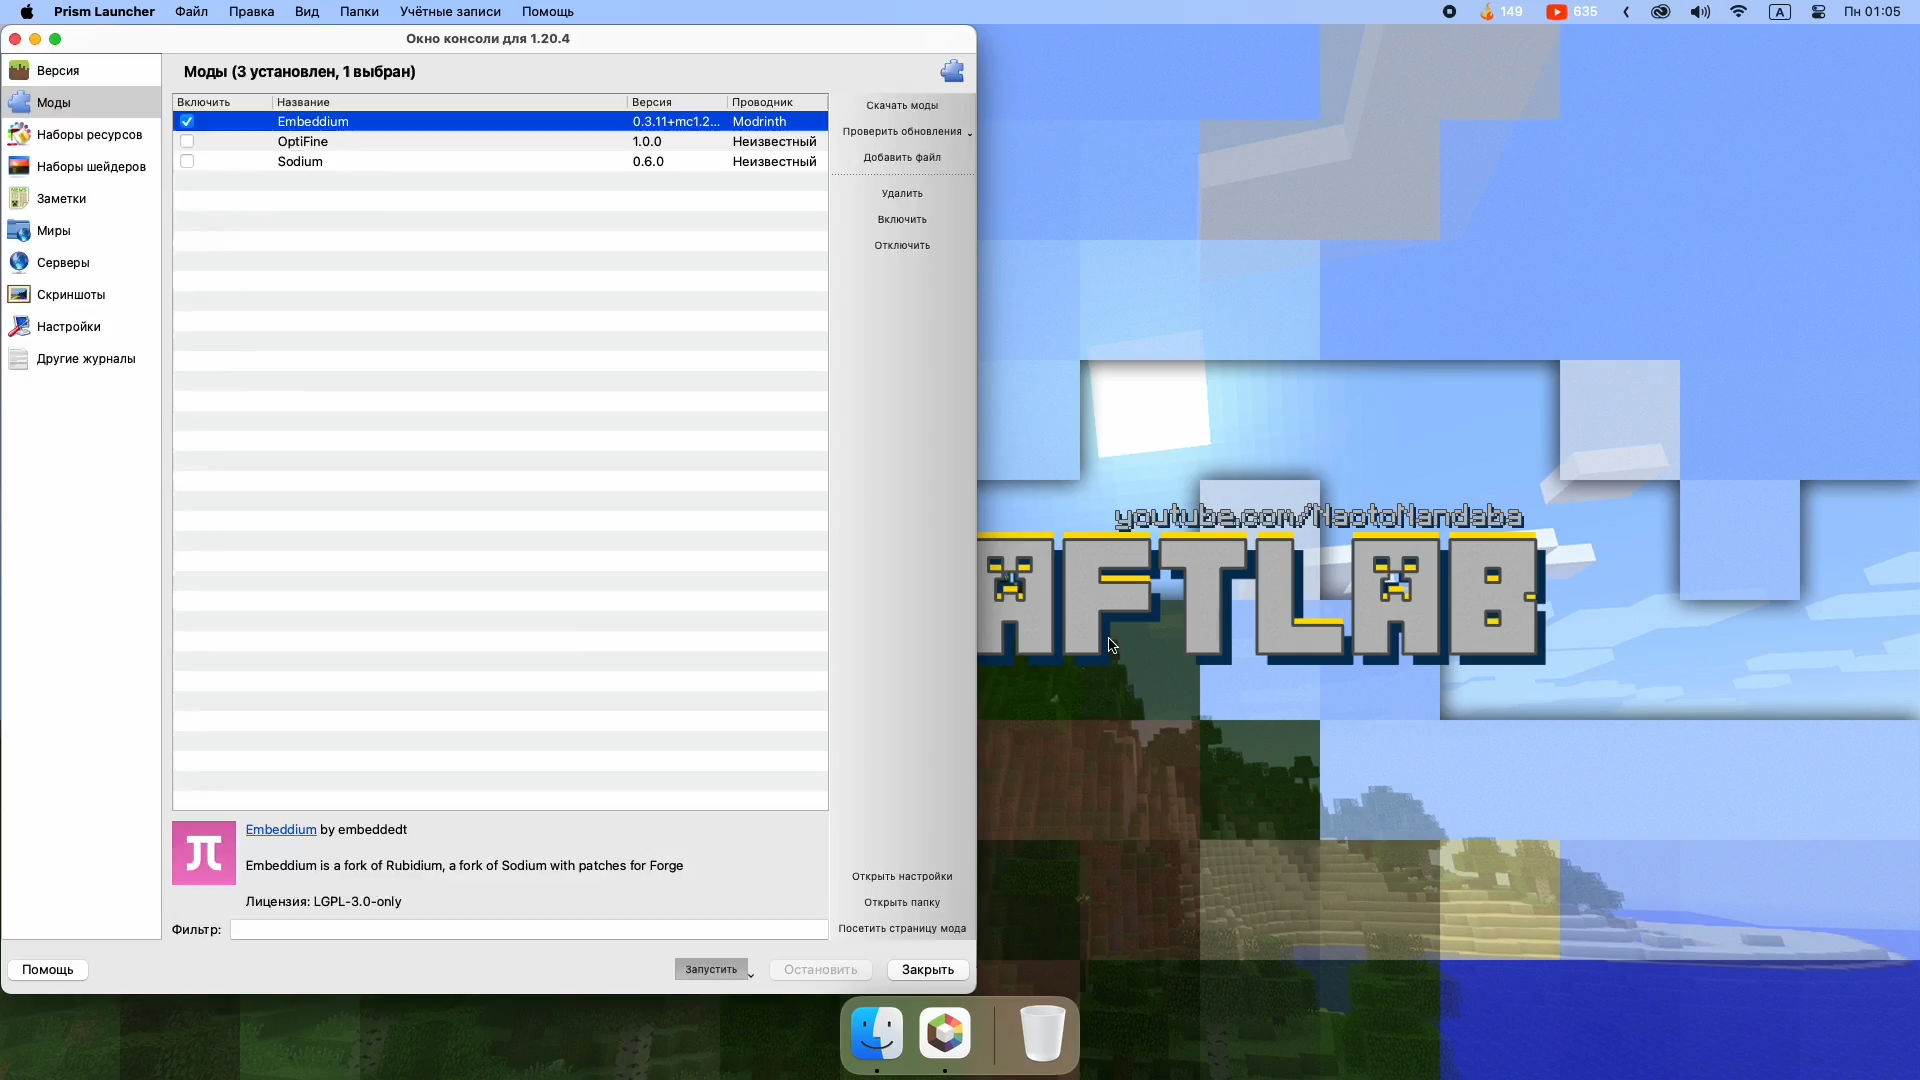 Prism Launcher Файл Правка Вид Папки Учётные записи Помощь 149 635 A Пн 01:05
Окно консоли для 1.20.4
Версия
Моды
Наборы ресурсов
Наборы шейдеров
Заметки
Миры
Серверы
Скриншоты
Настройки
Другие журналы
Моды (3 установлен, 1 выбран)
Включить Название Версия Проводник
Embeddium 0.3.11+mc1.2... Modrinth
OptiFine 1.0.0 Неизвестный
Sodium 0.6.0 Неизвестный
Скачать моды
Проверить обновления
Добавить файл
Удалить
Включить
Отключить
Embeddium by embeddedt
Embeddium is a fork of Rubidium, a fork of Sodium with patches for Forge
Лицензия: LGPL-3.0-only
Фильтр:
Открыть настройки
Открыть папку
Посетить страницу мода
Помощь Запустить Остановить Закрыть
youtube.com/NaotoNandaba
AFTLAB